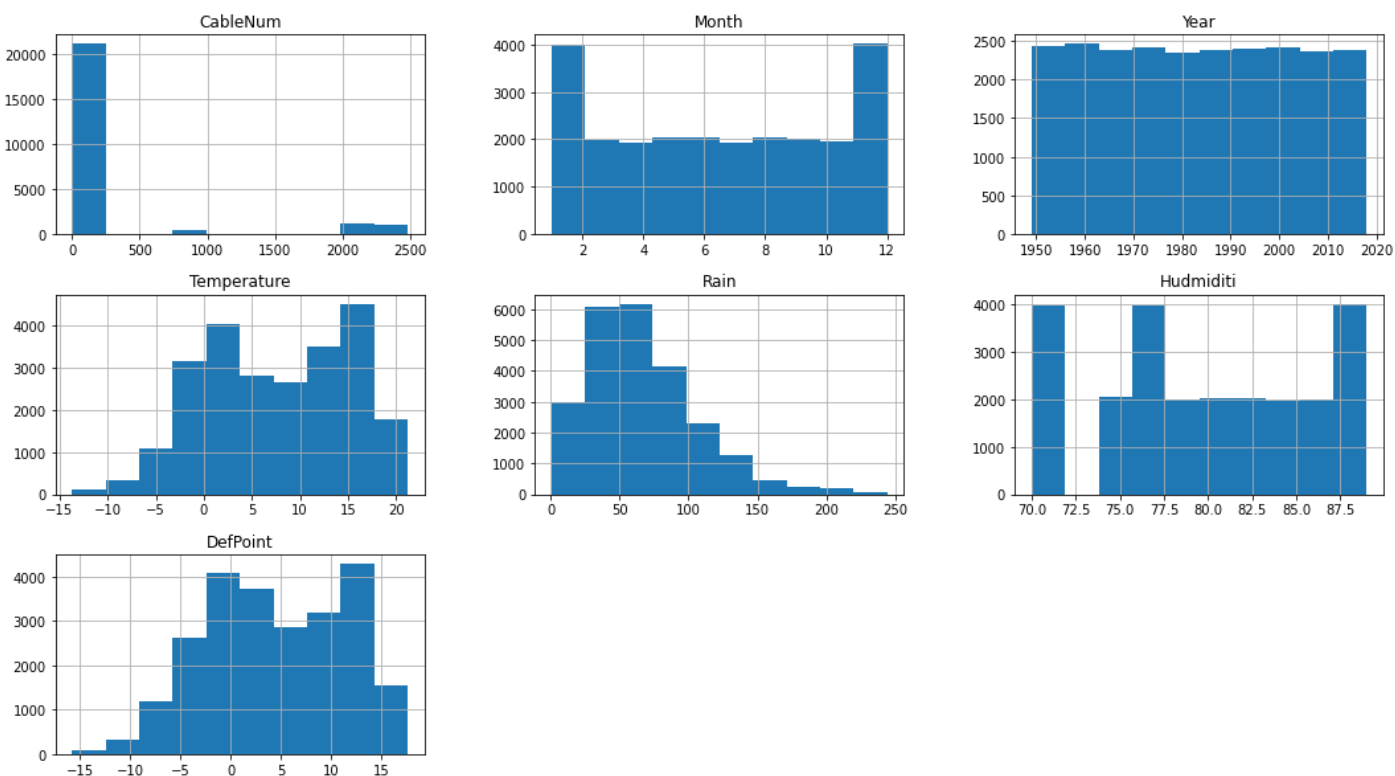 CableNum
Month
Year
20000
15000
10000
5000
0
0 500 1000 1500 2000 2500
4000
3000
2000
1000
0
2 4 6 8 10 12
2500
2000
1500
1000
500
0
1950 1960 1970 1980 1990 2000 2010 2020
Temperature
Rain
Hudmiditi
4000
3000
2000
1000
0
−15 −10 −5 0 5 10 15 20
6000
5000
4000
3000
2000
1000
0
0 50 100 150 200 250
4000
3000
2000
1000
0
70.0 72.5 75.0 77.5 80.0 82.5 85.0 87.5
DefPoint
4000
3000
2000
1000
0
−15 −10 −5 0 5 10 15